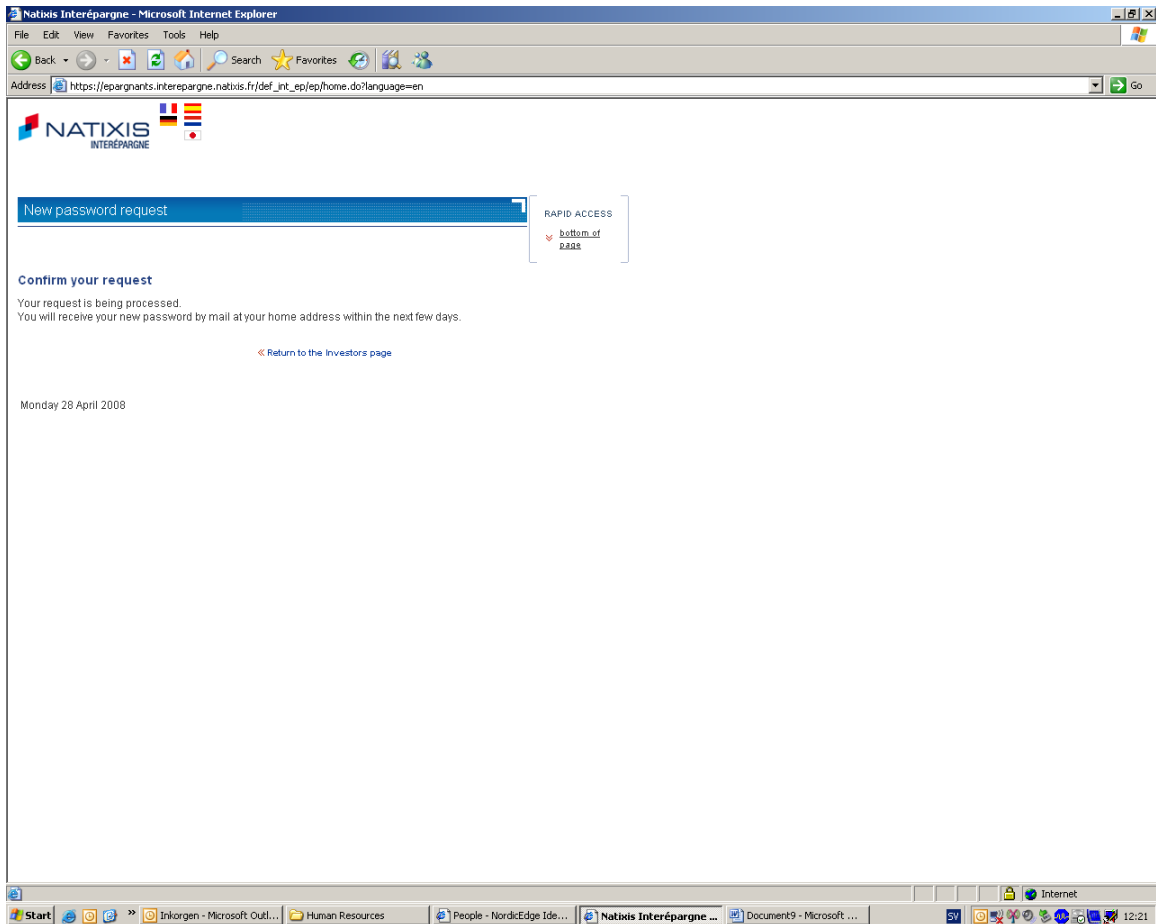 Natixis Interépargne - Microsoft Internet Explorer
File Edit View Favorites Tools Help
Back Search Favorites
Address https://epargnants.interepargne.natixis.fr/def_int_ep/ep/home.do?language=en Go
NATIXIS
INTERÉPARGNE
New password request
RAPID ACCESS
bottom of
page
Confirm your request
Your request is being processed.
You will receive your new password by mail at your home address within the next few days.
Return to the Investors page
Monday 28 April 2008
Internet
Start Inkorgen - Microsoft Outl... Human Resources People - NordicEdge Ide... Natixis Interépargne ... Document9 - Microsoft ... SV 12:21